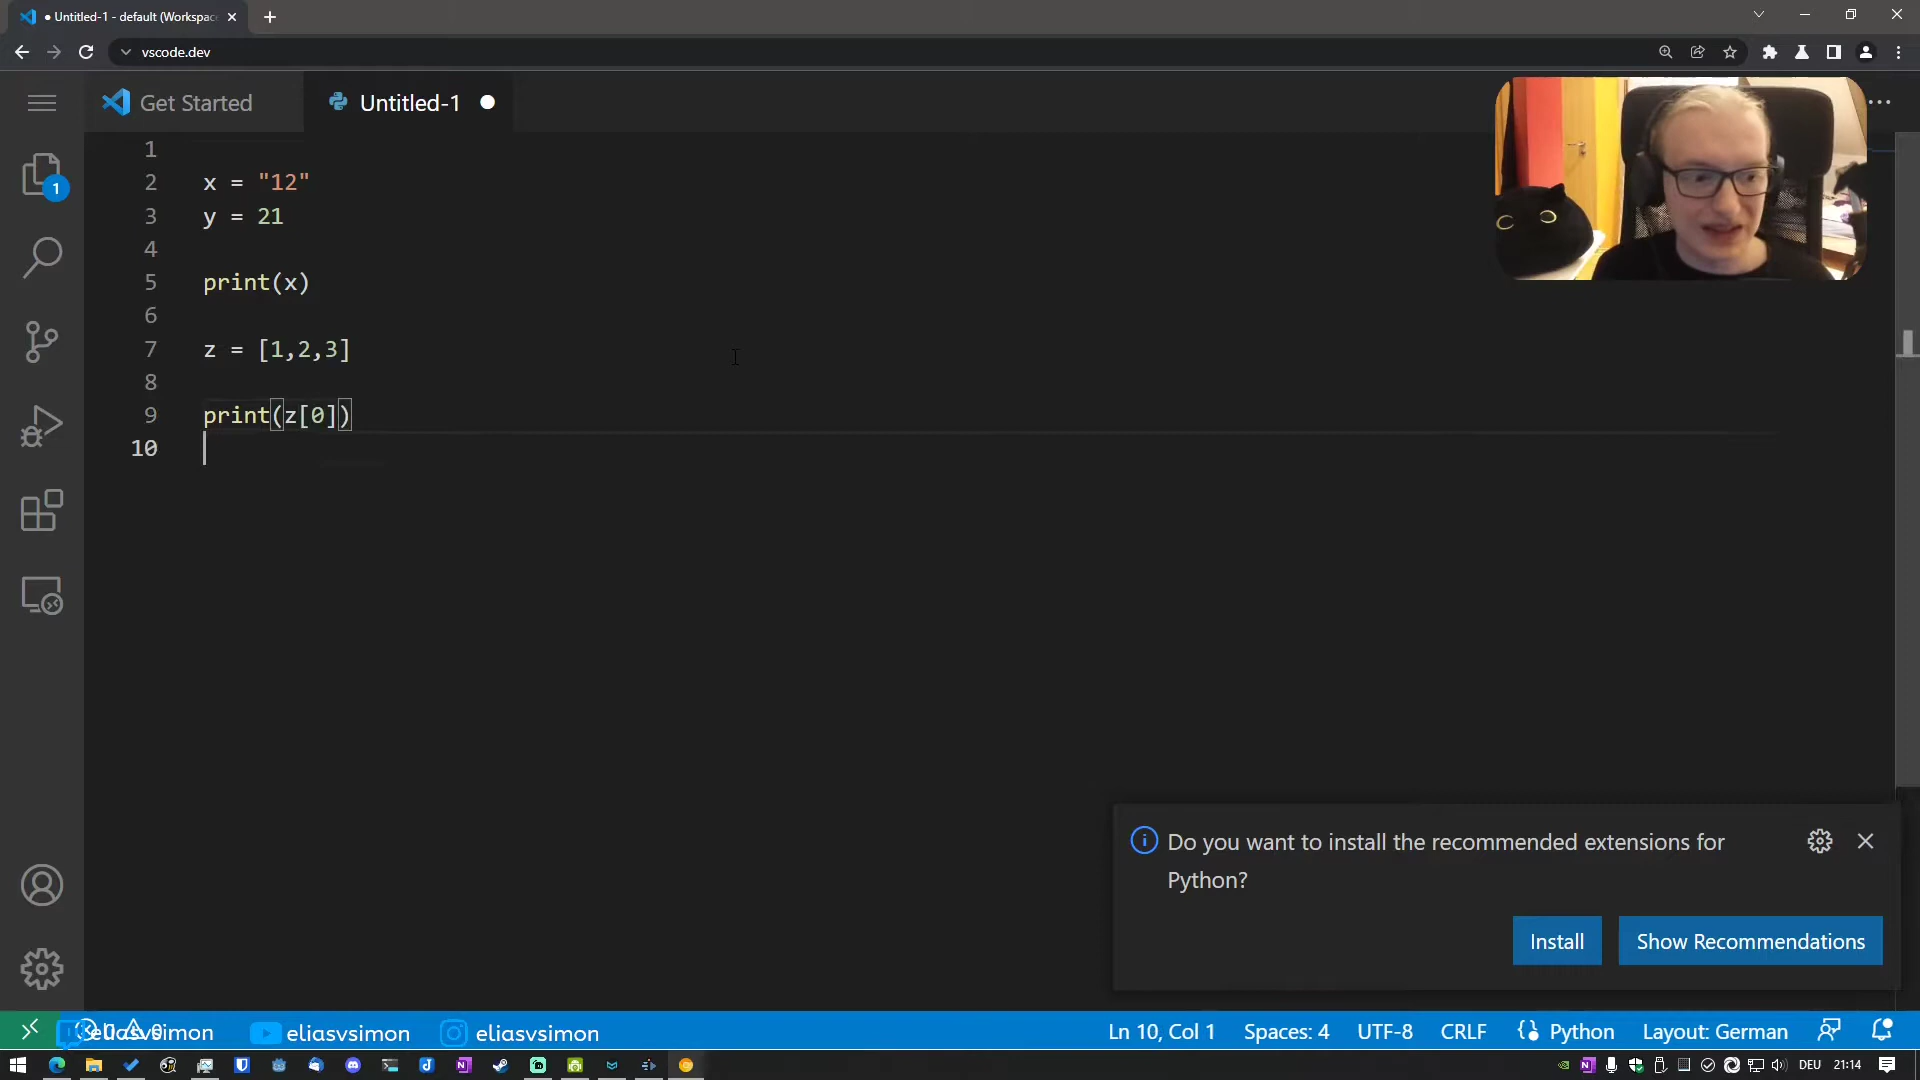 Untitled-1 - default (Workspac
vscode.dev
Get Started
Untitled-1
1
1
2 x = "12"
3 y = 21
4
5 print(x)
6
7 z = [1,2,3]
8
9 print(z[0])
10
Do you want to install the recommended extensions for
Python?
Install
Show Recommendations
eliasvsimon
eliasvsimon
eliasvsimon
Ln 10, Col 1
Spaces: 4
UTF-8
CRLF
Python
Layout: German
DEU
21:14